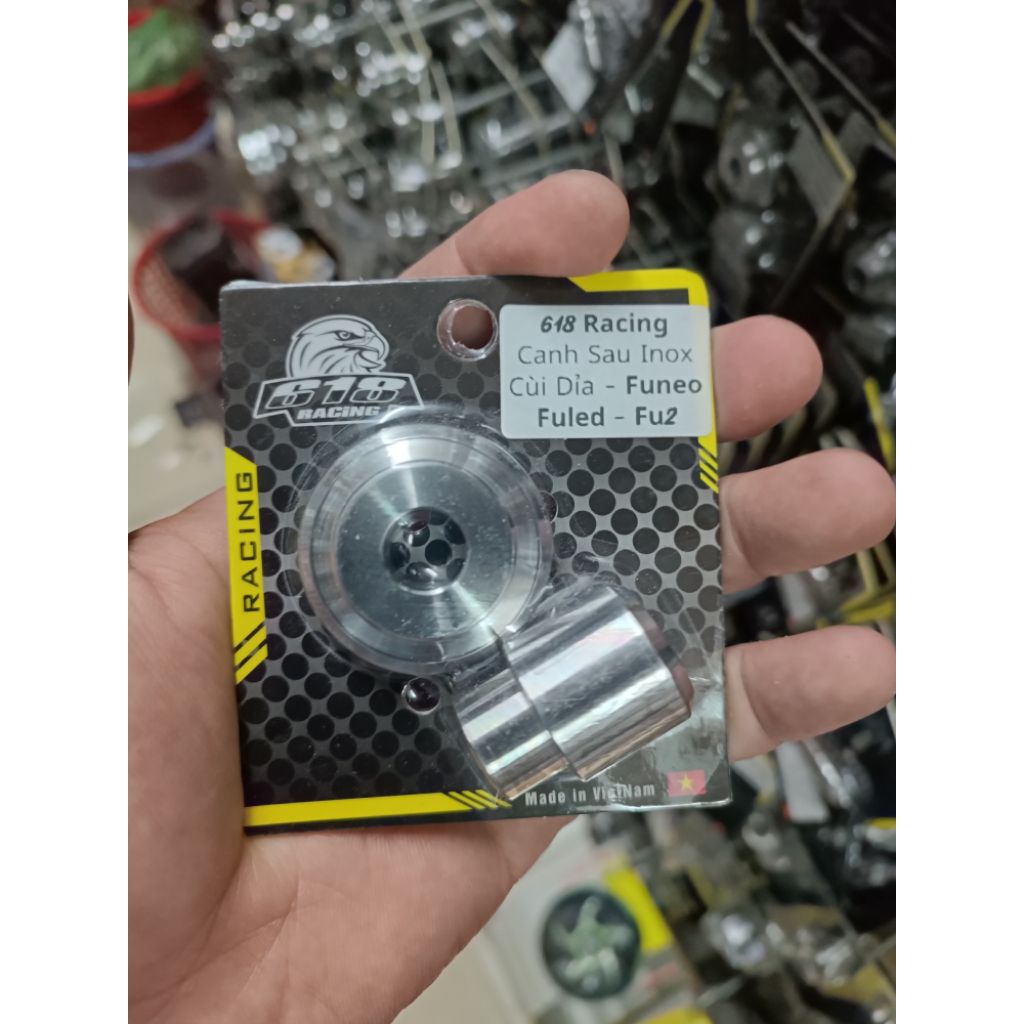 618 Racing
Canh Sau Inox
Cùi Dỉa - Funeo
Fuled - Fu2
618
RACING
RACING
Made in VietNam